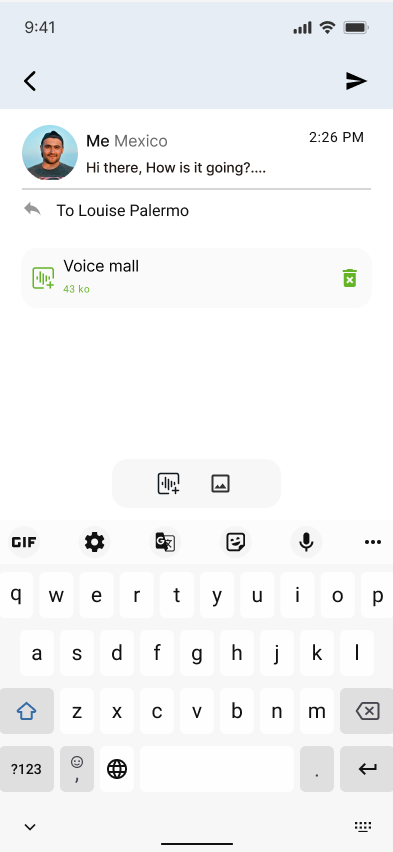 9:41
Me Mexico
2:26 PM
Hi there, How is it going?....
To Louise Palermo
Voice mall
43 ko
GIF
q w e r t y u i o p
a s d f g h j k l
z x c v b n m
?123 , .